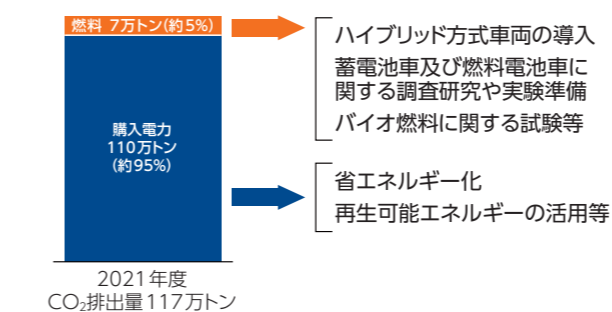 燃料 7万トン(約5%)
ハイブリッド方式車両の導入
蓄電池車及び燃料電池車に
関する調査研究や実験準備
バイオ燃料に関する試験等
購入電力
110万トン
(約95%)
省エネルギー化
再生可能エネルギーの活用等
2021年度
CO₂排出量117万トン